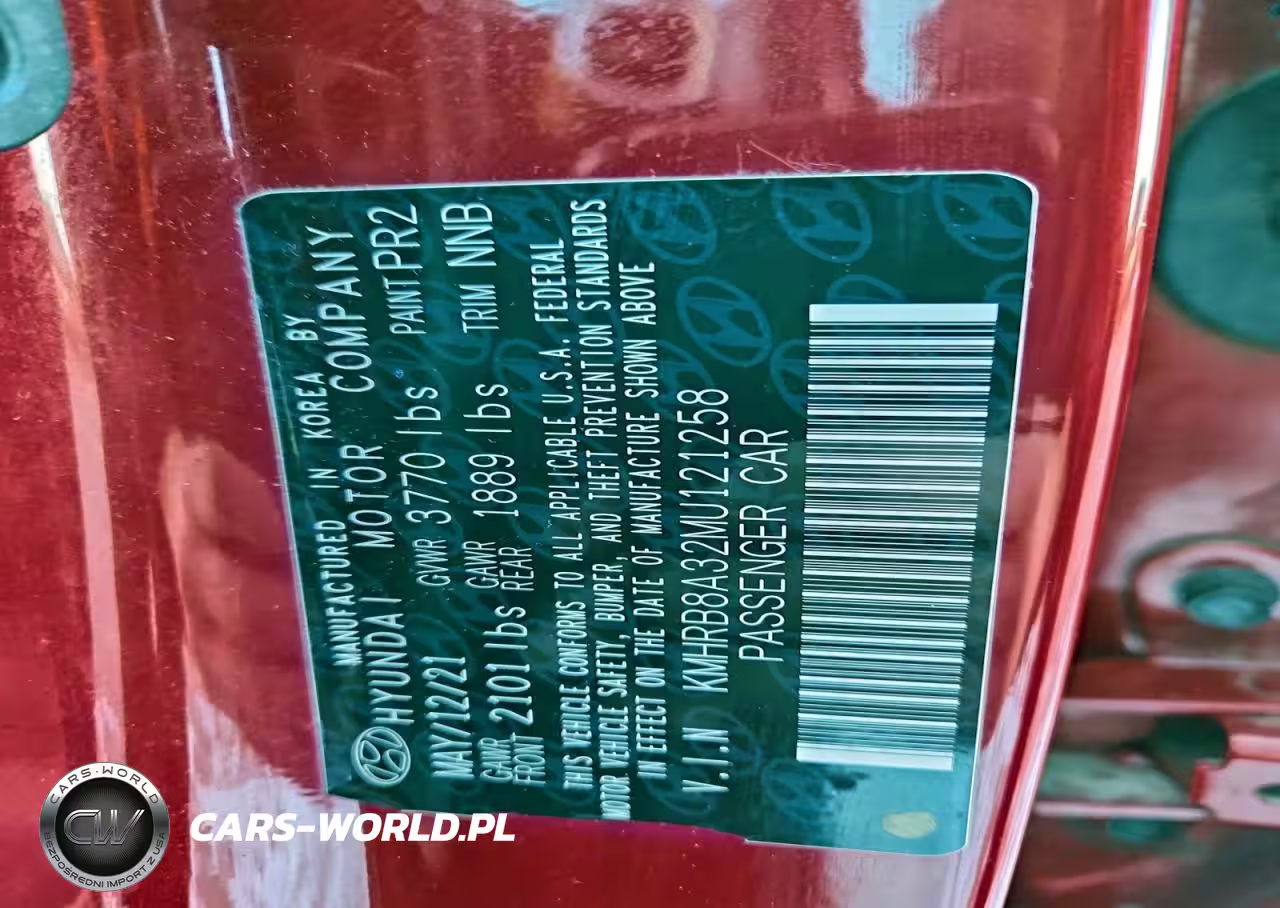 MANUFACTURED IN KOREA BY
HYUNDAI MOTOR COMPANY
MAY/12/21 GVWR 3770 lbs PAINT PR2
GAWR FRONT 2101 lbs GAWR REAR 1889 lbs TRIM NNB
THIS VEHICLE CONFORMS TO ALL APPLICABLE U.S.A. FEDERAL
MOTOR VEHICLE SAFETY, BUMPER, AND THEFT PREVENTION STANDARDS
IN EFFECT ON THE DATE OF MANUFACTURE SHOWN ABOVE
V.I.N KMHRB8A32MU121258
PASSENGER CAR
CARS-WORLD
CW
BEZPOŚREDNI IMPORT Z USA
CARS-WORLD.PL